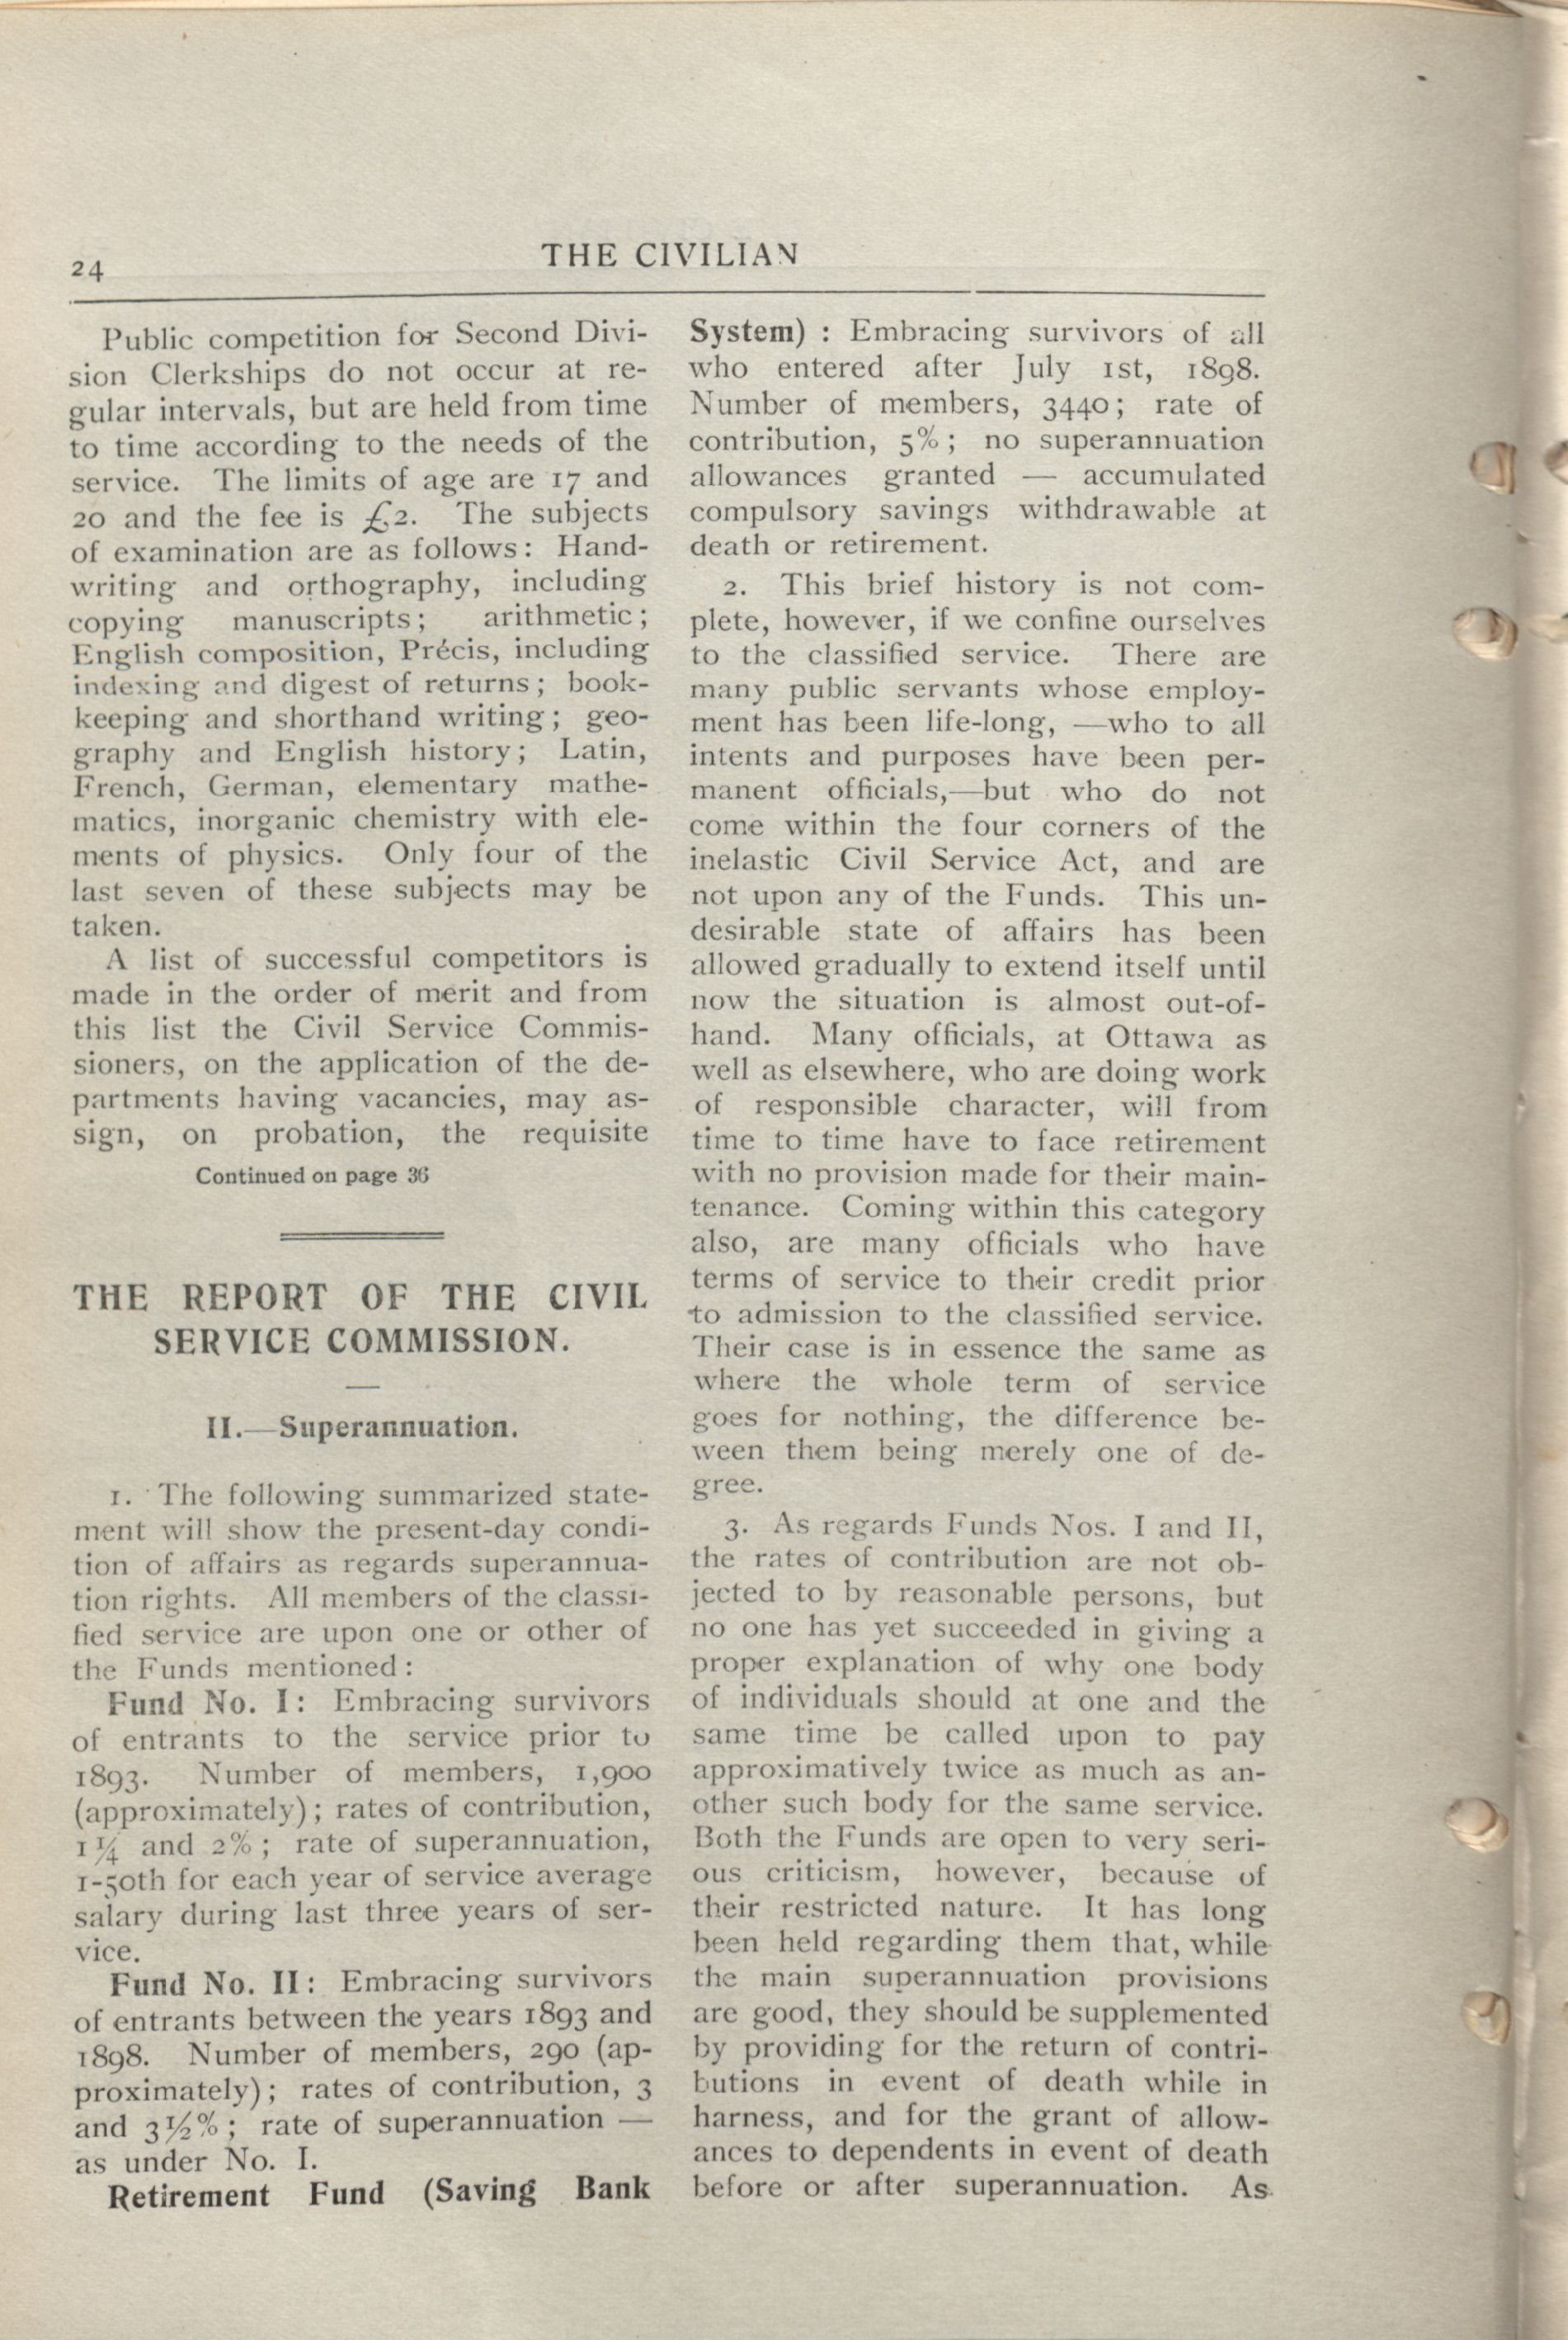 24
THE CIVILIAN
Public competition for Second Divi-
sion Clerkships do not occur at re-
gular intervals, but are held from time
to time according to the needs of the
service. The limits of age are 17 and
20 and the fee is £2. The subjects
of examination are as follows: Hand-
writing and orthography, including
copying manuscripts; arithmetic;
English composition, Précis, including
indexing and digest of returns; book-
keeping and shorthand writing; geo-
graphy and English history; Latin,
French, German, elementary mathe-
matics, inorganic chemistry with ele-
ments of physics. Only four of the
last seven of these subjects may be
taken.
A list of successful competitors is
made in the order of merit and from
this list the Civil Service Commis-
sioners, on the application of the de-
partments having vacancies, may as-
sign, on probation, the requisite
Continued on page 36
THE REPORT OF THE CIVIL
SERVICE COMMISSION.
II.—Superannuation.
1. The following summarized state-
ment will show the present-day condi-
tion of affairs as regards superannua-
tion rights. All members of the classi-
fied service are upon one or other of
the Funds mentioned:
Fund No. I: Embracing survivors
of entrants to the service prior to
1893. Number of members, 1,900
(approximately); rates of contribution,
1¼ and 2%; rate of superannuation,
1-50th for each year of service average
salary during last three years of ser-
vice.
Fund No. II: Embracing survivors
of entrants between the years 1893 and
1898. Number of members, 290 (ap-
proximately); rates of contribution, 3
and 3½%; rate of superannuation —
as under No. I.
Retirement Fund (Saving Bank
System) : Embracing survivors of all
who entered after July 1st, 1898.
Number of members, 3440; rate of
contribution, 5%; no superannuation
allowances granted — accumulated
compulsory savings withdrawable at
death or retirement.
2. This brief history is not com-
plete, however, if we confine ourselves
to the classified service. There are
many public servants whose employ-
ment has been life-long, —who to all
intents and purposes have been per-
manent officials,—but who do not
come within the four corners of the
inelastic Civil Service Act, and are
not upon any of the Funds. This un-
desirable state of affairs has been
allowed gradually to extend itself until
now the situation is almost out-of-
hand. Many officials, at Ottawa as
well as elsewhere, who are doing work
of responsible character, will from
time to time have to face retirement
with no provision made for their main-
tenance. Coming within this category
also, are many officials who have
terms of service to their credit prior
to admission to the classified service.
Their case is in essence the same as
where the whole term of service
goes for nothing, the difference be-
ween them being merely one of de-
gree.
3. As regards Funds Nos. I and II,
the rates of contribution are not ob-
jected to by reasonable persons, but
no one has yet succeeded in giving a
proper explanation of why one body
of individuals should at one and the
same time be called upon to pay
approximatively twice as much as an-
other such body for the same service.
Both the Funds are open to very seri-
ous criticism, however, because of
their restricted nature. It has long
been held regarding them that, while
the main superannuation provisions
are good, they should be supplemented
by providing for the return of contri-
butions in event of death while in
harness, and for the grant of allow-
ances to dependents in event of death
before or after superannuation. As